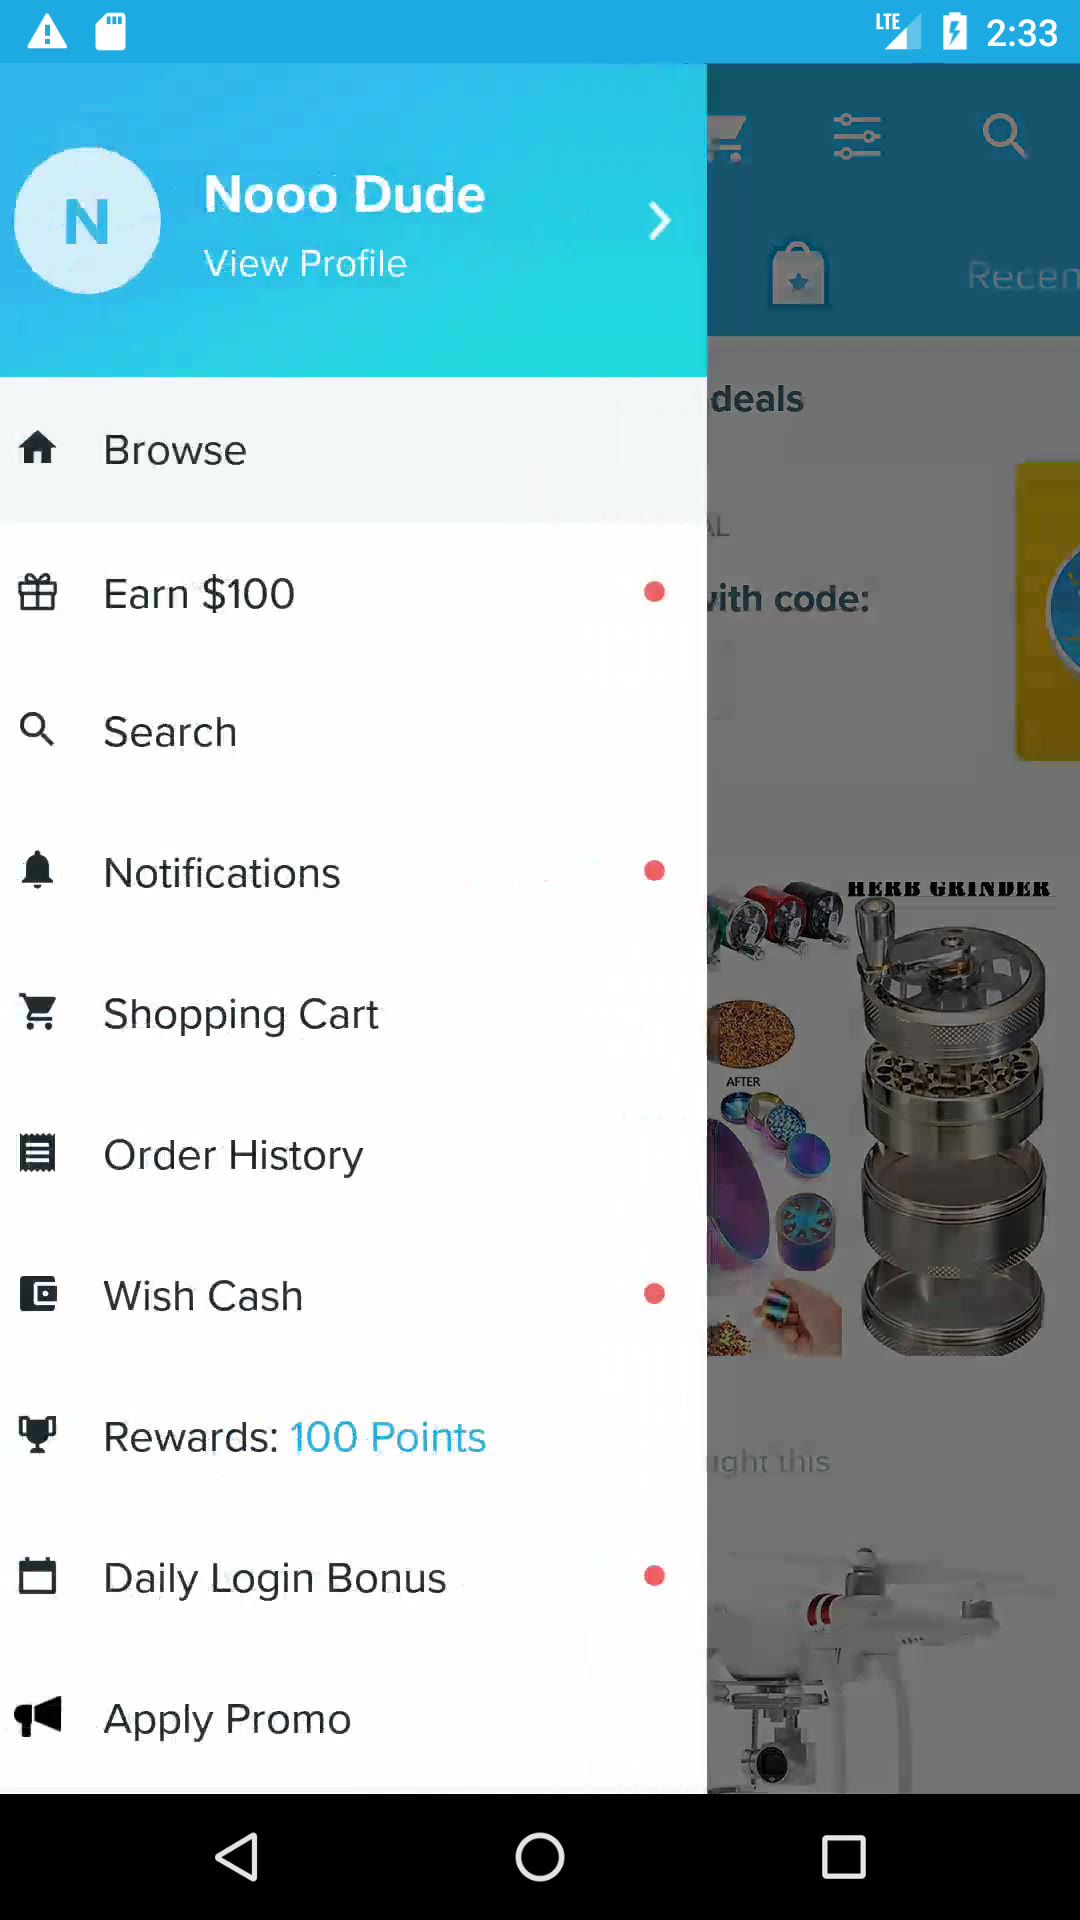 LTE 2:33
N
Nooo Dude
View Profile
Recen
deals
Browse
AL
Earn $100
with code:
Search
Notifications
HERB GRINDER
Shopping Cart
AFTER
Order History
Wish Cash
Rewards: 100 Points
ught this
Daily Login Bonus
Apply Promo